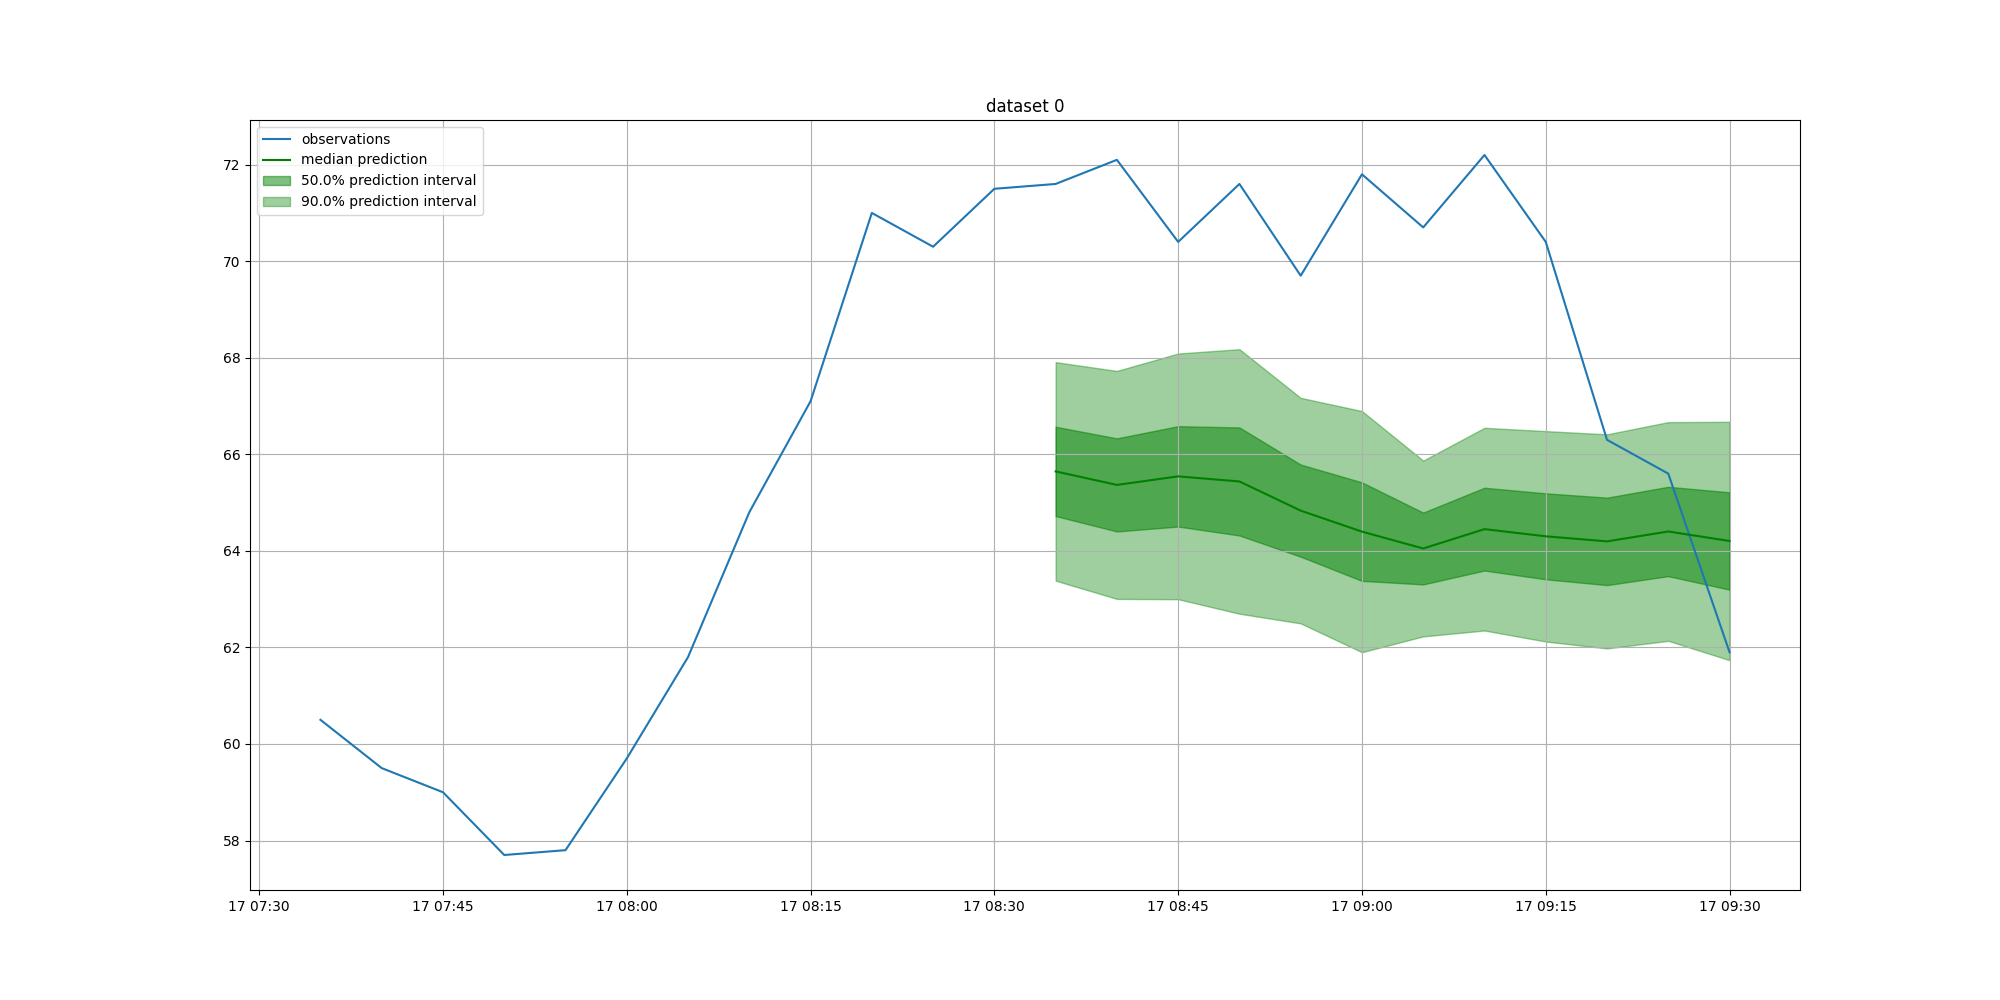 dataset 0
observations
median prediction
50.0% prediction interval
90.0% prediction interval
72
70
68
66
64
62
60
58
17 07:30 17 07:45 17 08:00 17 08:15 17 08:30 17 08:45 17 09:00 17 09:15 17 09:30